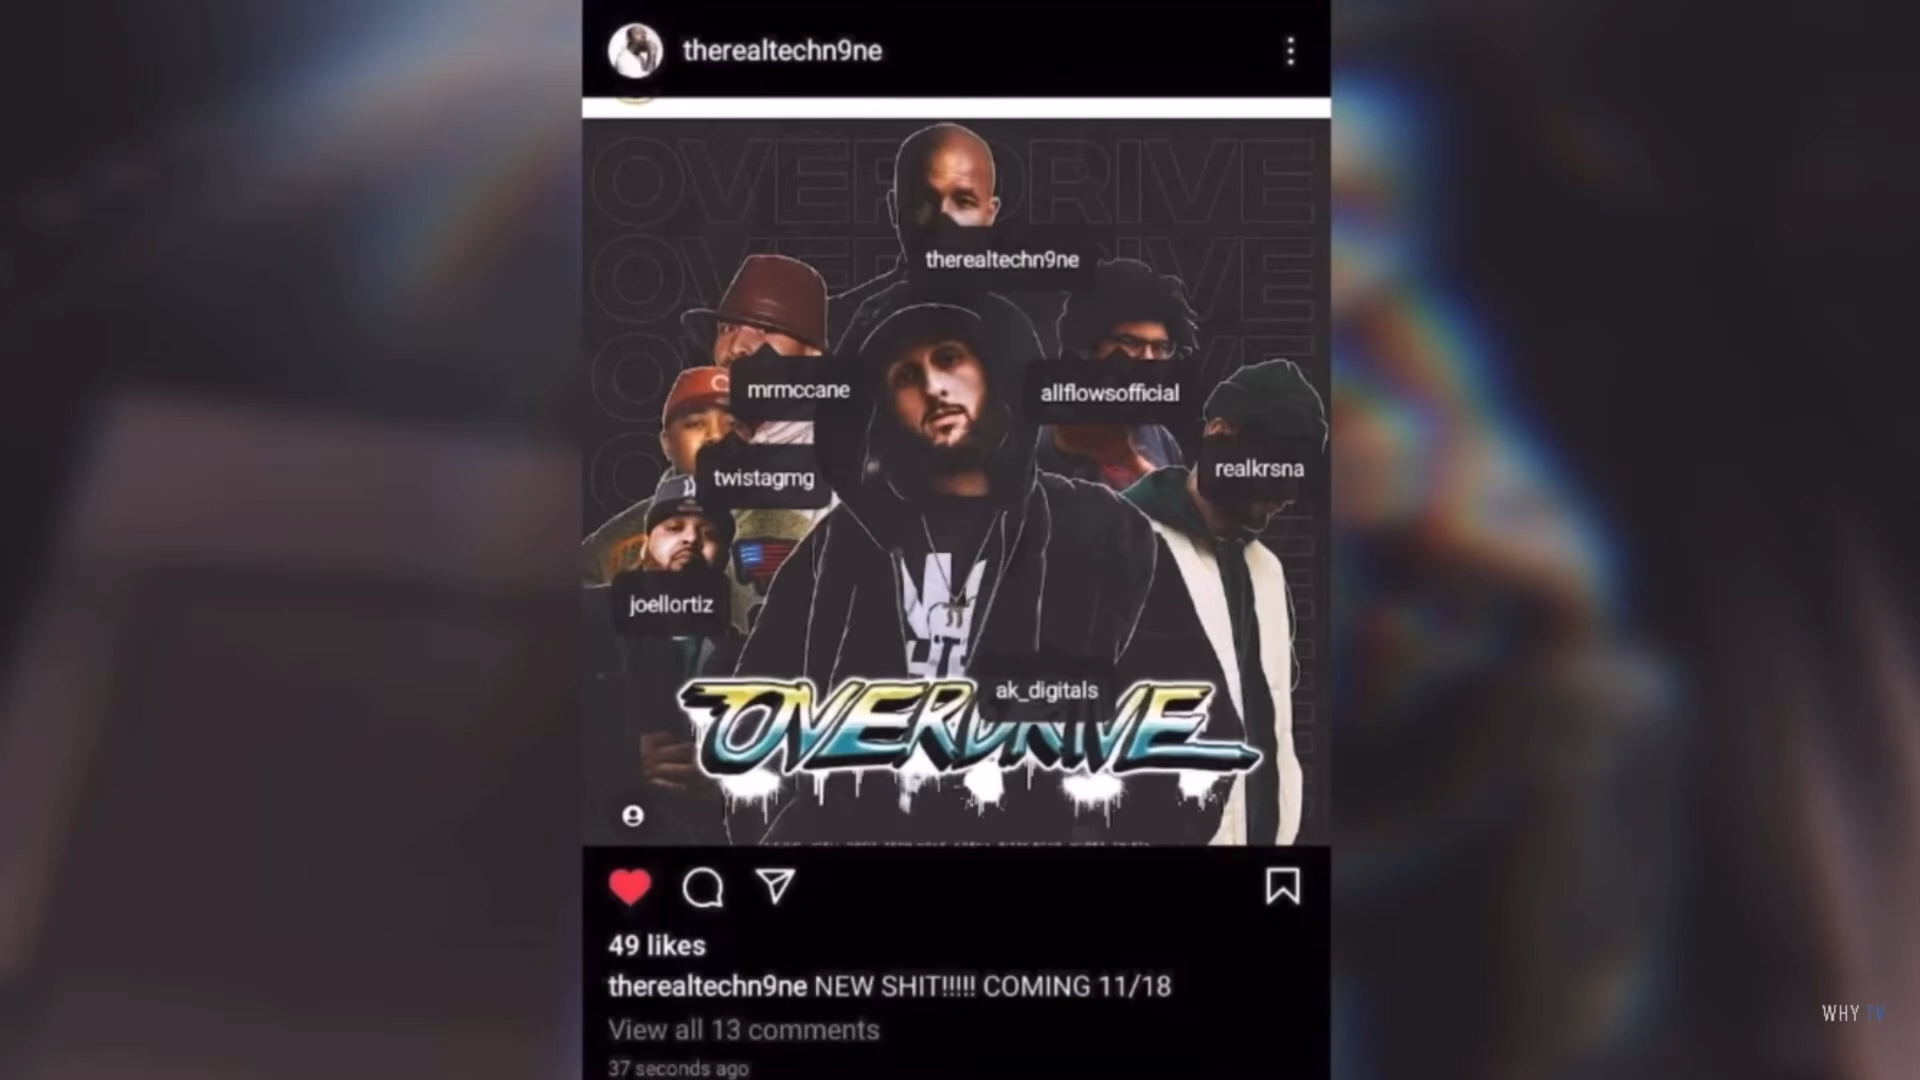 therealtechn9ne
OVERDRIVE
OVERDRIVE
therealtechn9ne
mrmccane
allflowsofficial
realkrsna
twistagmg
joellortiz
ak_digitals
OVERDRIVE
49 likes
therealtechn9ne NEW SHIT!!!!! COMING 11/18
View all 13 comments
37 seconds ago
WHY TV